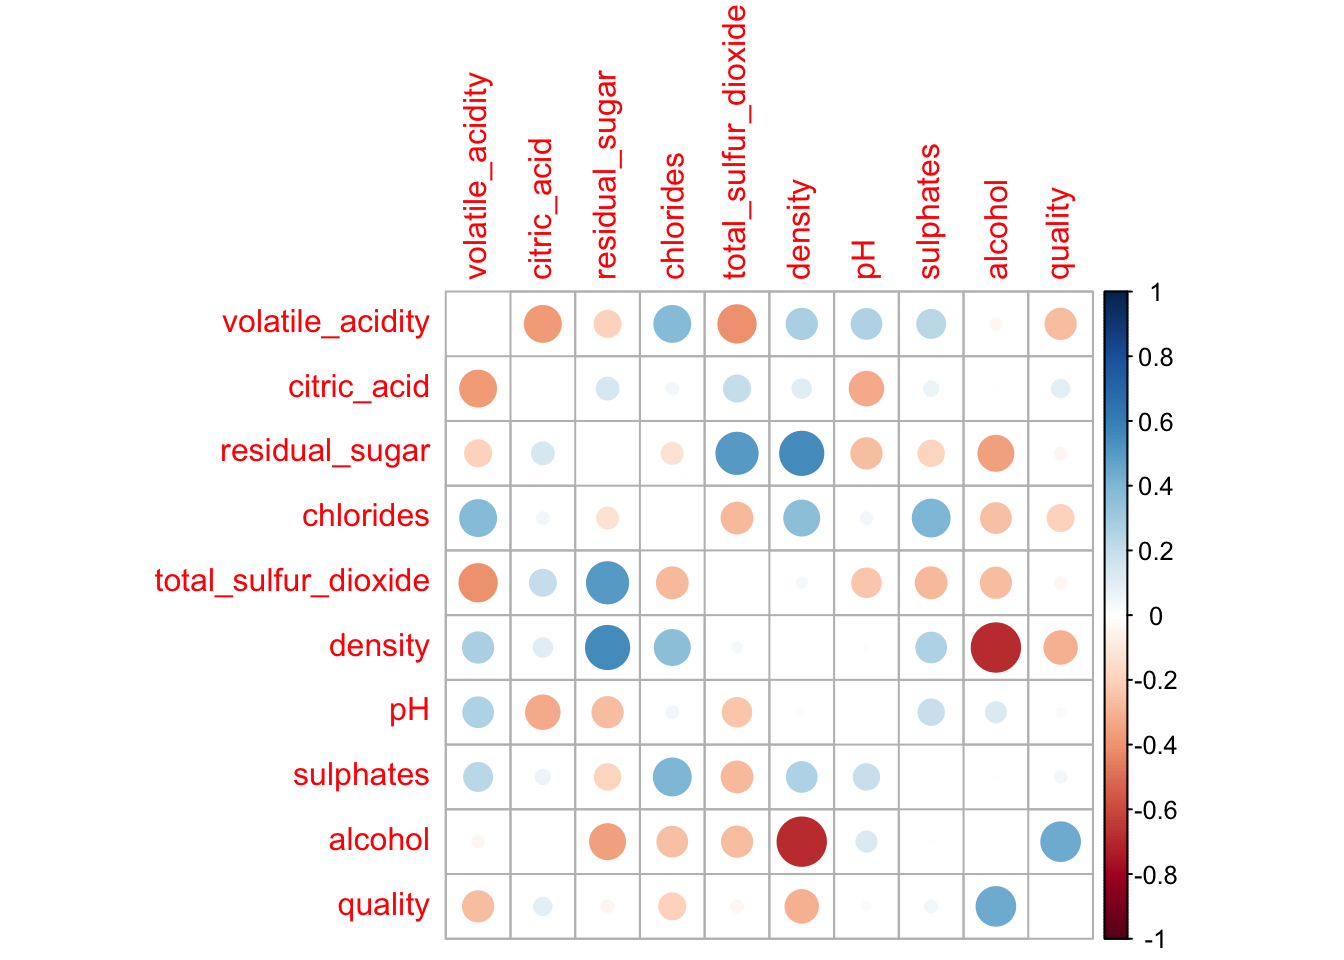 volatile_acidity
citric_acid
residual_sugar
chlorides
total_sulfur_dioxide
density
pH
sulphates
alcohol
quality
volatile_acidity
citric_acid
residual_sugar
chlorides
total_sulfur_dioxide
density
pH
sulphates
alcohol
quality
1
0.8
0.6
0.4
0.2
0
-0.2
-0.4
-0.6
-0.8
-1